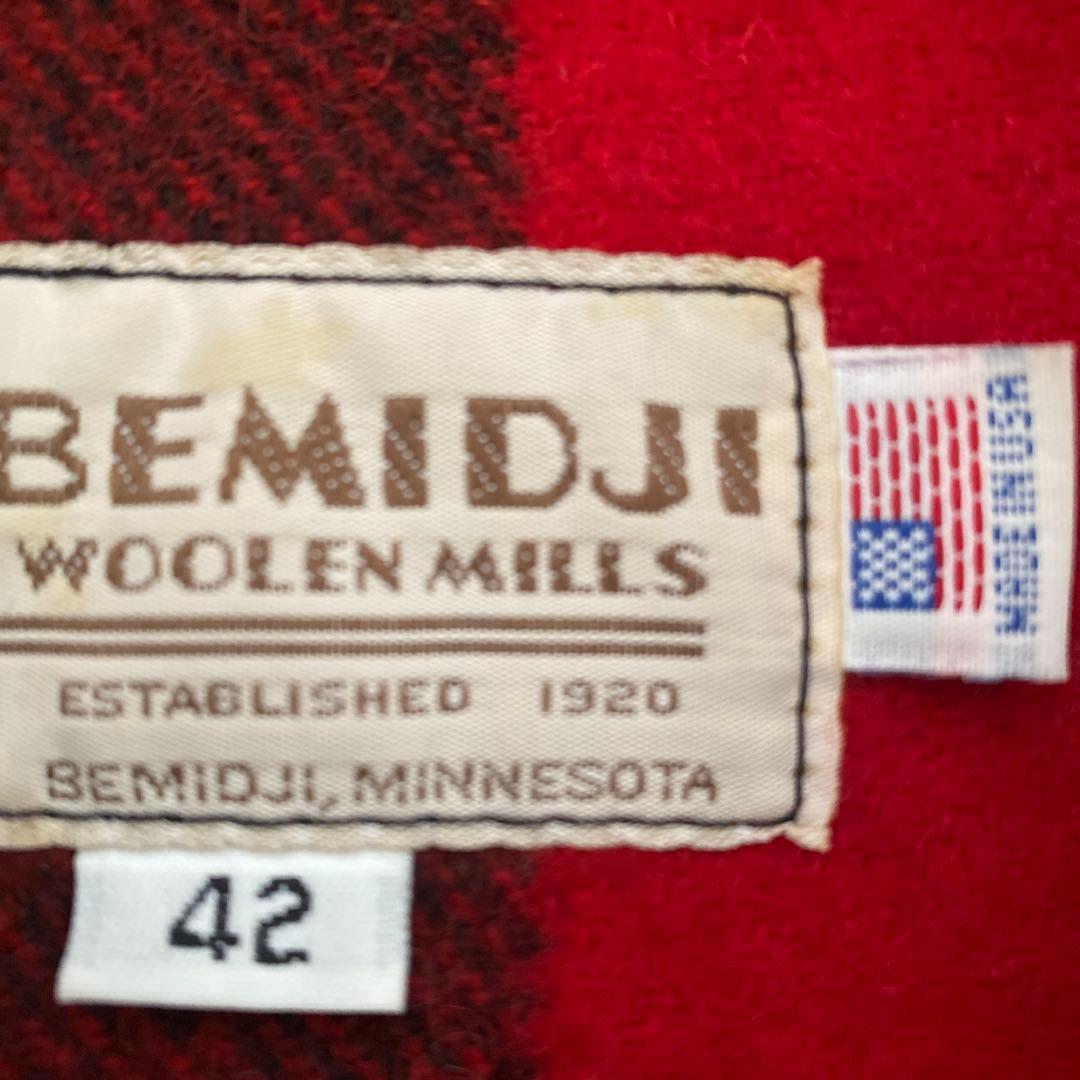 BEMIDJI
WOOLEN MILLS
ESTABLISHED 1920
BEMIDJI, MINNESOTA
42
MADE IN USA